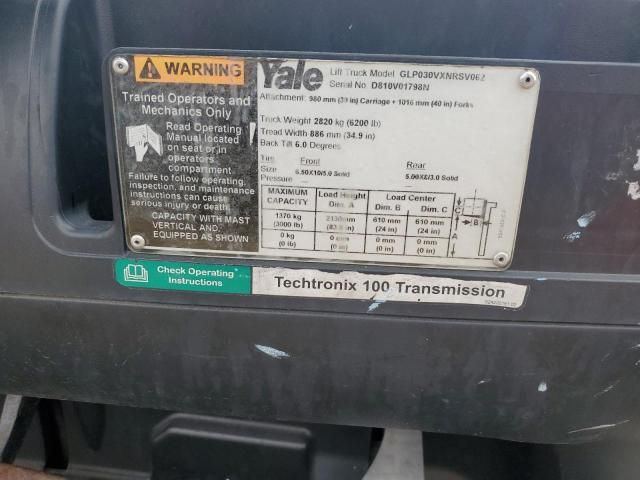 WARNING
Trained Operators and
Mechanics Only
Read Operating
Manual located
on seat or in
operators
compartment.
Failure to follow operating,
inspection, and maintenance
instructions can cause
serious injury or death.
CAPACITY WITH MAST
VERTICAL AND.
EQUIPPED AS SHOWN
Yale
Lift Truck Model GLP030VXNRSV062
Serial No D810V01798N
Attachment: 980 mm (39 in) Carriage + 1016 mm (40 in) Forks
Truck Weight 2820 kg (6200 lb)
Tread Width 886 mm (34.9 in)
Back Tilt 6.0 Degrees
Tire Front Rear
Size 6.50X10/5.0 Solid 5.00X8/3.0 Solid
Pressure
MAXIMUM CAPACITY Load Height Dim. A Load Center Dim. B Dim. C
1370 kg 2130mm 610 mm 610 mm
(3000 lb) (24 in) (24 in)
0 kg 0 mm 0 mm 0 mm
(0 lb) (0 in) (0 in) (0 in)
C
B
A
Check Operating
Instructions
Techtronix 100 Transmission